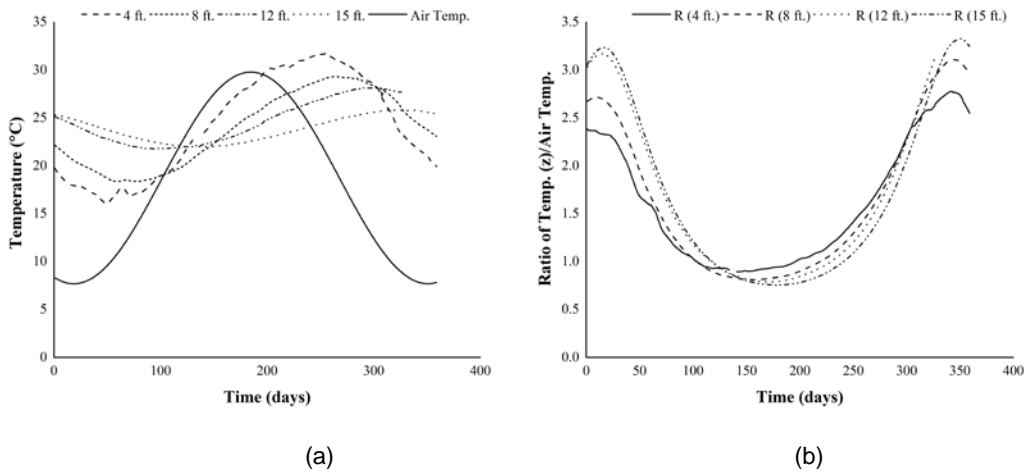 4 ft. 8 ft. 12 ft. 15 ft. Air Temp.
35
30
25
20
15
10
5
0
Temperature (°C)
0 100 200 300 400
Time (days)
(a)
R (4 ft.) R (8 ft.) R (12 ft.) R (15 ft.)
3.5
3.0
2.5
2.0
1.5
1.0
0.5
0.0
Ratio of Temp. (z)/Air Temp.
0 50 100 150 200 250 300 350 400
Time (days)
(b)